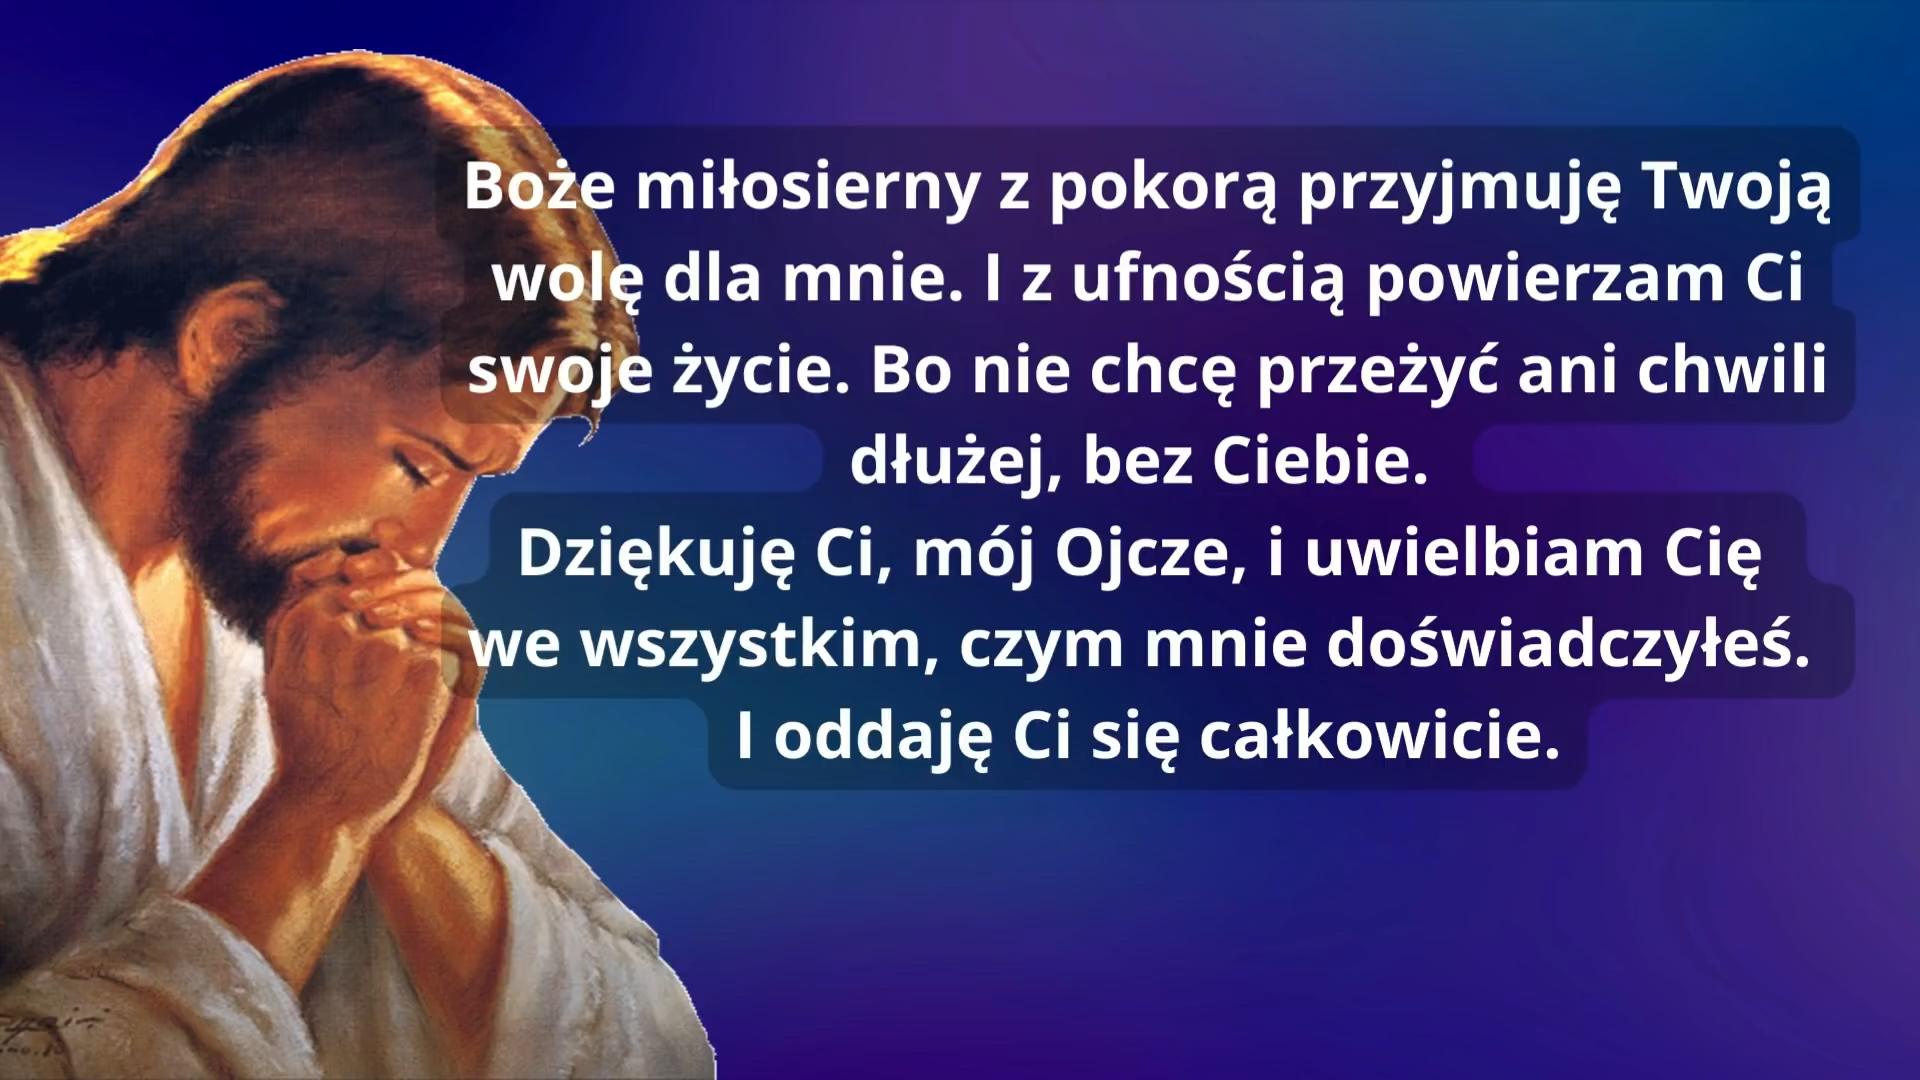 Boże miłosierny z pokorą przyjmuję Twoją
wolę dla mnie. I z ufnością powierzam Ci
swoje życie. Bo nie chcę przeżyć ani chwili
dłużej, bez Ciebie.
Dziękuję Ci, mój Ojcze, i uwielbiam Cię
we wszystkim, czym mnie doświadczyłeś.
I oddaję Ci się całkowicie.